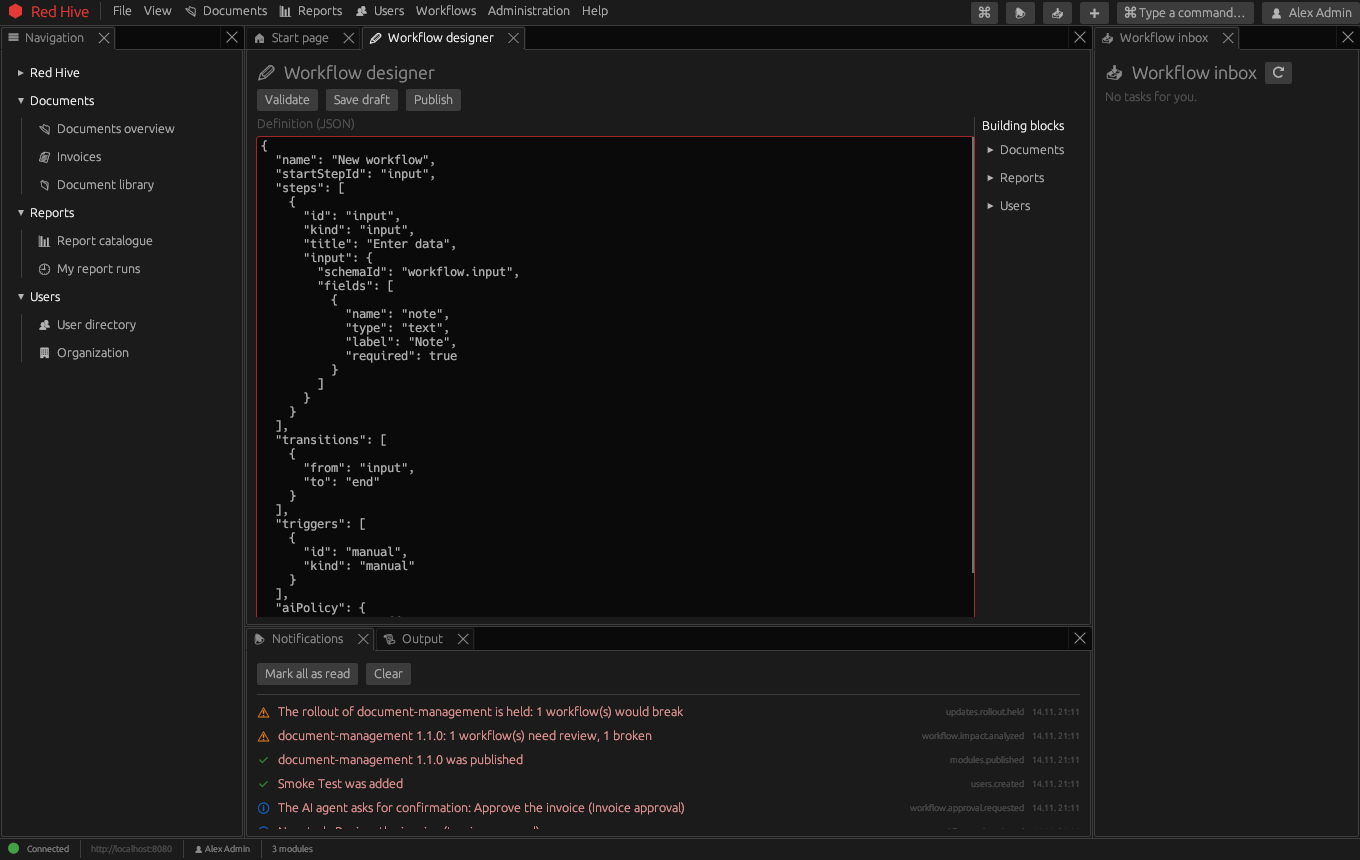 Red Hive File View Documents Reports Users Workflows Administration Help ⌘ + ⌘ Type a command... Alex Admin
Navigation
Start page
Workflow designer
Workflow inbox
Red Hive
Documents
Documents overview
Invoices
Document library
Reports
Report catalogue
My report runs
Users
User directory
Organization
Workflow designer
Validate Save draft Publish
Definition (JSON)
{
"name": "New workflow",
"startStepId": "input",
"steps": [
{
"id": "input",
"kind": "input",
"title": "Enter data",
"input": {
"schemaId": "workflow.input",
"fields": [
{
"name": "note",
"type": "text",
"label": "Note",
"required": true
}
]
}
}
],
"transitions": [
{
"from": "input",
"to": "end"
}
],
"triggers": [
{
"id": "manual",
"kind": "manual"
}
],
"aiPolicy": {
Building blocks
Documents
Reports
Users
Workflow inbox
No tasks for you.
Notifications
Output
Mark all as read Clear
The rollout of document-management is held: 1 workflow(s) would break updates.rollout.held 14.11. 21:11
document-management 1.1.0: 1 workflow(s) need review, 1 broken workflow.impact.analyzed 14.11. 21:11
document-management 1.1.0 was published modules.published 14.11. 21:11
Smoke Test was added users.created 14.11. 21:11
The AI agent asks for confirmation: Approve the invoice (Invoice approval) workflow.approval.requested 14.11. 21:11
Connected http://localhost:8080 Alex Admin 3 modules